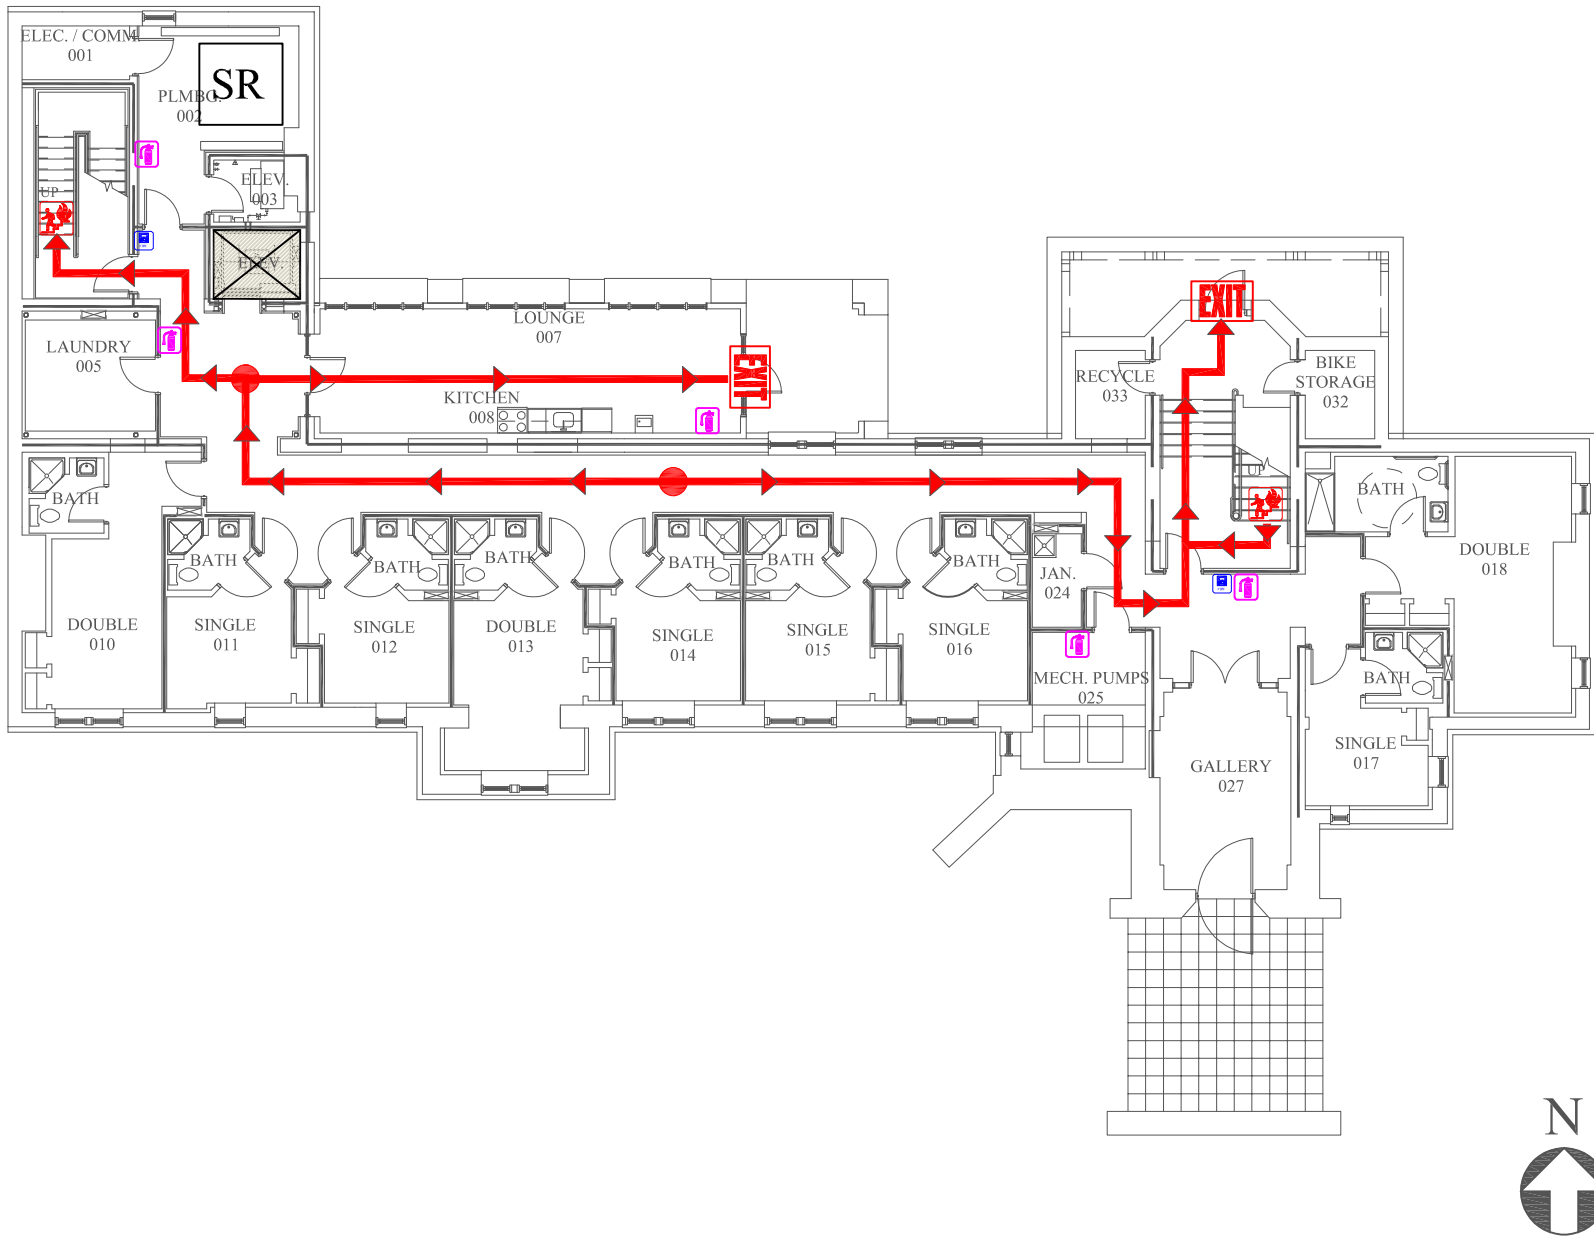 ELEC. / COMM.
001
SR
PLMBG.
002
ELEV.
003
UP
ELEV.
LOUNGE
007
LAUNDRY
005
KITCHEN
008
EXIT
EXIT
RECYCLE
033
BIKE
STORAGE
032
BATH
BATH
DOUBLE
018
BATH
BATH
BATH
BATH
BATH
BATH
JAN.
024
DOUBLE
010
SINGLE
011
SINGLE
012
DOUBLE
013
SINGLE
014
SINGLE
015
SINGLE
016
MECH. PUMPS
025
BATH
SINGLE
017
GALLERY
027
N